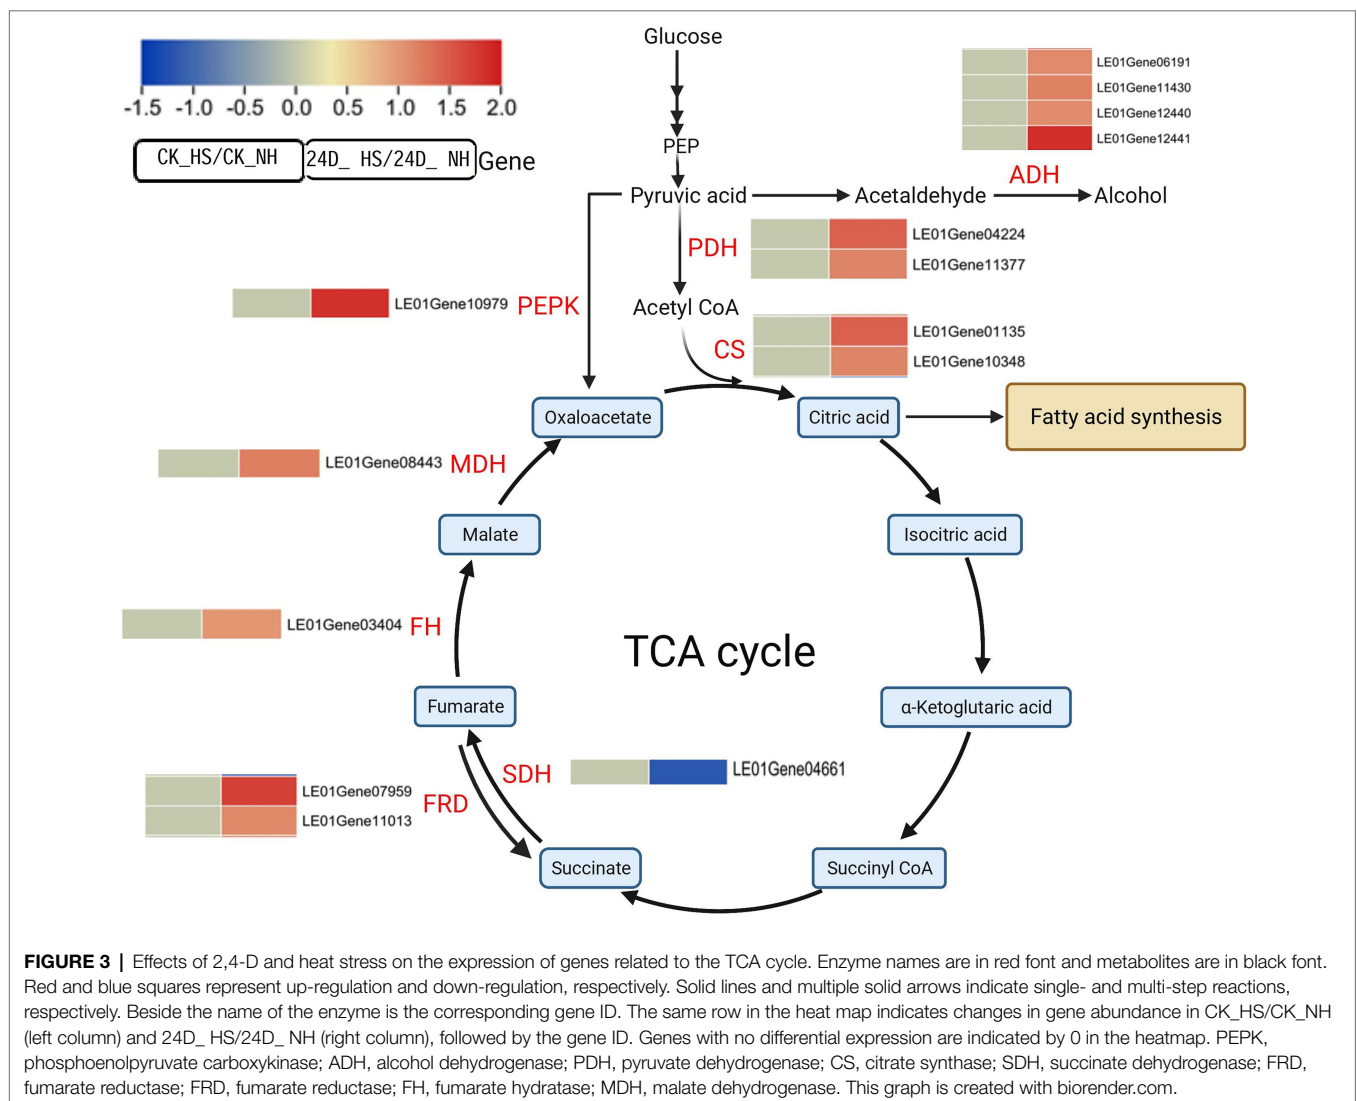 Glucose
-1.5 -1.0 -0.5 0.0 0.5 1.0 1.5 2.0
CK_HS/CK_NH 24D_ HS/24D_ NH Gene
LE01Gene06191
LE01Gene11430
LE01Gene12440
LE01Gene12441
PEP
ADH
Pyruvic acid Acetaldehyde Alcohol
PDH
LE01Gene04224
LE01Gene11377
LE01Gene10979 PEPK
Acetyl CoA
CS
LE01Gene01135
LE01Gene10348
Oxaloacetate Citric acid Fatty acid synthesis
LE01Gene08443 MDH
Malate Isocitric acid
LE01Gene03404 FH
TCA cycle
Fumarate α-Ketoglutaric acid
SDH LE01Gene04661
LE01Gene07959
LE01Gene11013
FRD
Succinate Succinyl CoA
FIGURE 3 | Effects of 2,4-D and heat stress on the expression of genes related to the TCA cycle. Enzyme names are in red font and metabolites are in black font.
Red and blue squares represent up-regulation and down-regulation, respectively. Solid lines and multiple solid arrows indicate single- and multi-step reactions,
respectively. Beside the name of the enzyme is the corresponding gene ID. The same row in the heat map indicates changes in gene abundance in CK_HS/CK_NH
(left column) and 24D_ HS/24D_ NH (right column), followed by the gene ID. Genes with no differential expression are indicated by 0 in the heatmap. PEPK,
phosphoenolpyruvate carboxykinase; ADH, alcohol dehydrogenase; PDH, pyruvate dehydrogenase; CS, citrate synthase; SDH, succinate dehydrogenase; FRD,
fumarate reductase; FRD, fumarate reductase; FH, fumarate hydratase; MDH, malate dehydrogenase. This graph is created with biorender.com.